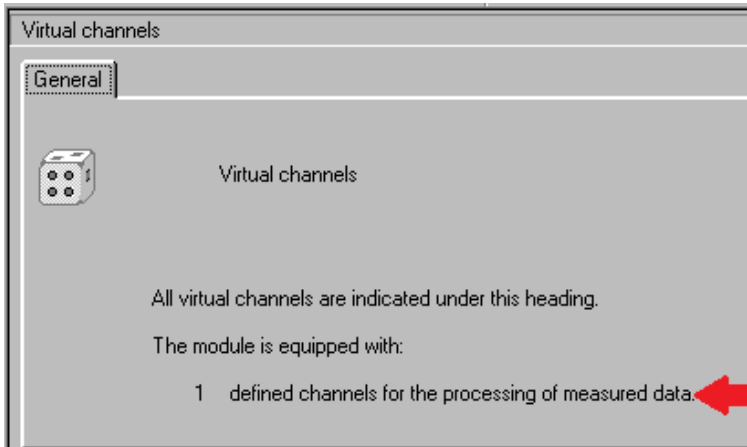 Virtual channels
General
Virtual channels
All virtual channels are indicated under this heading.
The module is equipped with:
1 defined channels for the processing of measured data.